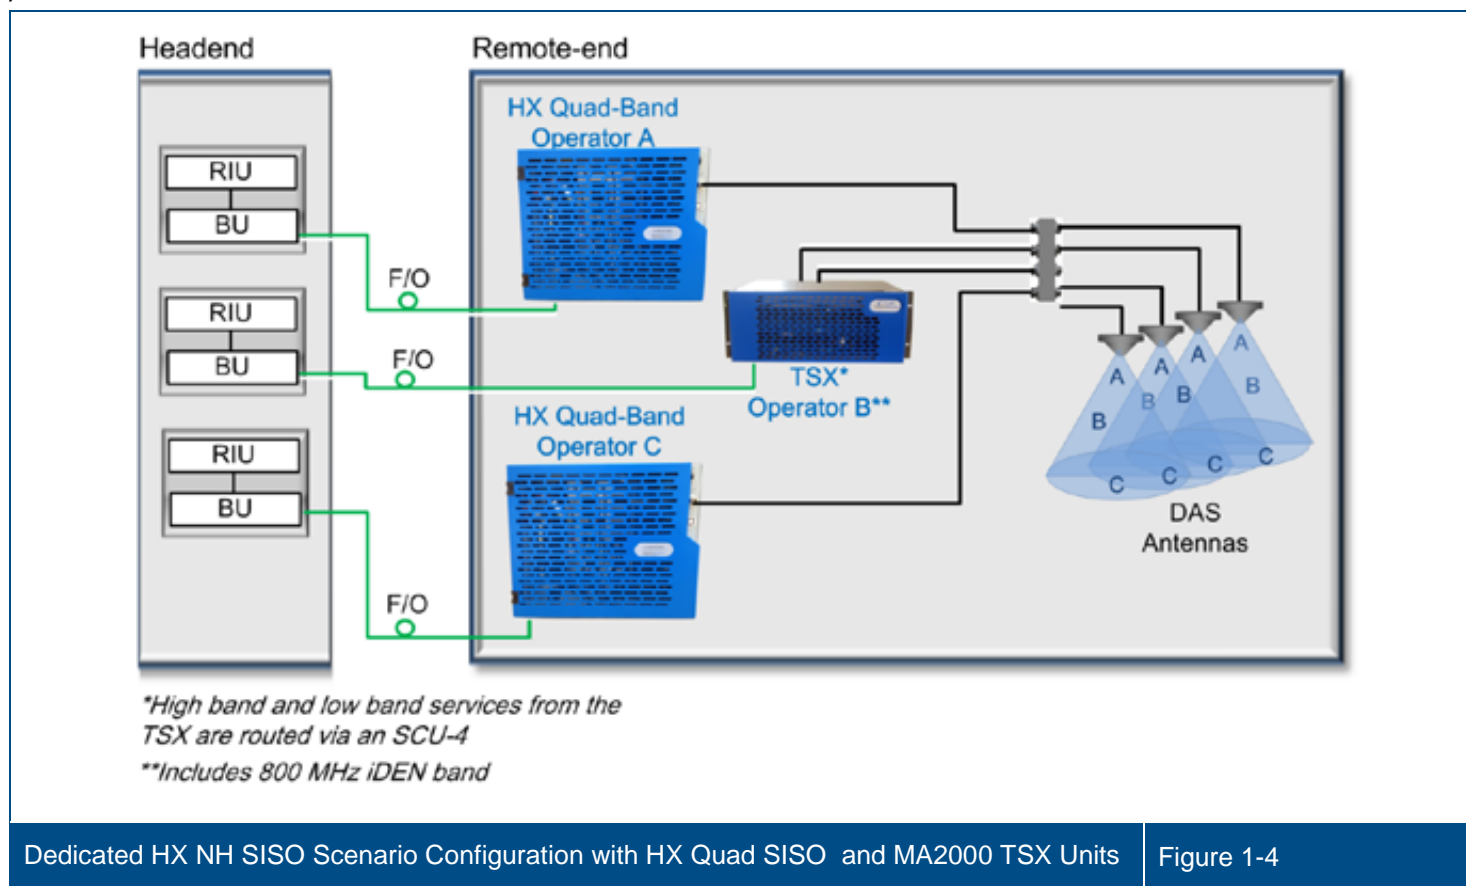 Headend
Remote-end
HX Quad-Band
Operator A
RIU
BU
F/O
RIU
BU
F/O
TSX*
Operator B**
HX Quad-Band
Operator C
RIU
BU
F/O
A
A
A
A
B
B
B
B
C
C
C
C
DAS
Antennas
*High band and low band services from the
TSX are routed via an SCU-4
**Includes 800 MHz iDEN band
Dedicated HX NH SISO Scenario Configuration with HX Quad SISO and MA2000 TSX Units
Figure 1-4